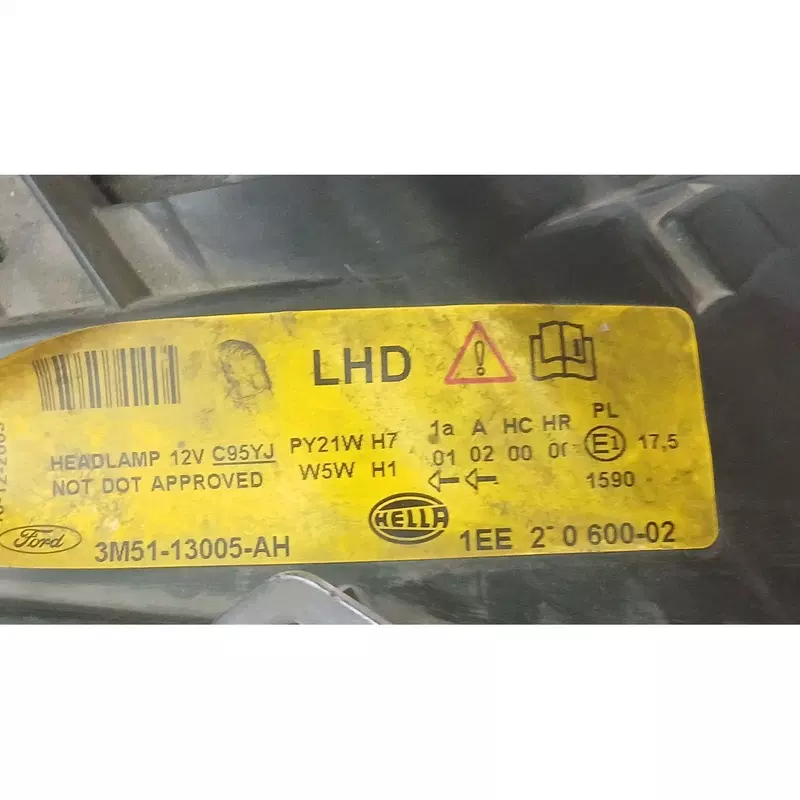 LHD
HEADLAMP 12V C95YJ PY21W H7 1a A HC HR PL
NOT DOT APPROVED W5W H1 01 02 00 E1 17,5
1590
Ford 3M51-13005-AH HELLA 1EE 600-02